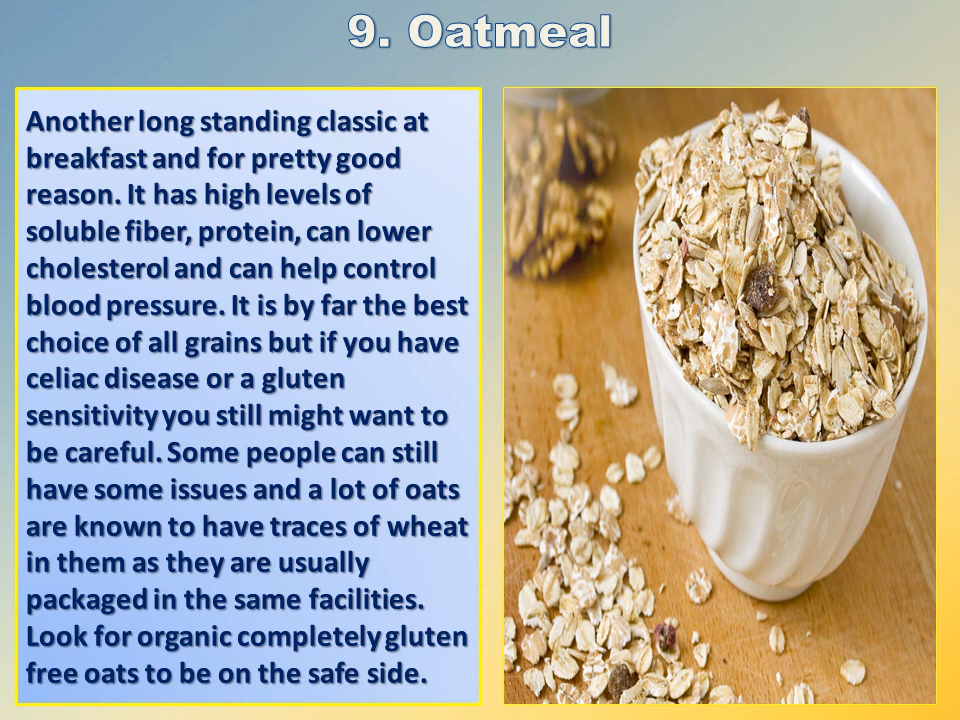 9. Oatmeal
Another long standing classic at
breakfast and for pretty good
reason. It has high levels of
soluble fiber, protein, can lower
cholesterol and can help control
blood pressure. It is by far the best
choice of all grains but if you have
celiac disease or a gluten
sensitivity you still might want to
be careful. Some people can still
have some issues and a lot of oats
are known to have traces of wheat
in them as they are usually
packaged in the same facilities.
Look for organic completely gluten
free oats to be on the safe side.